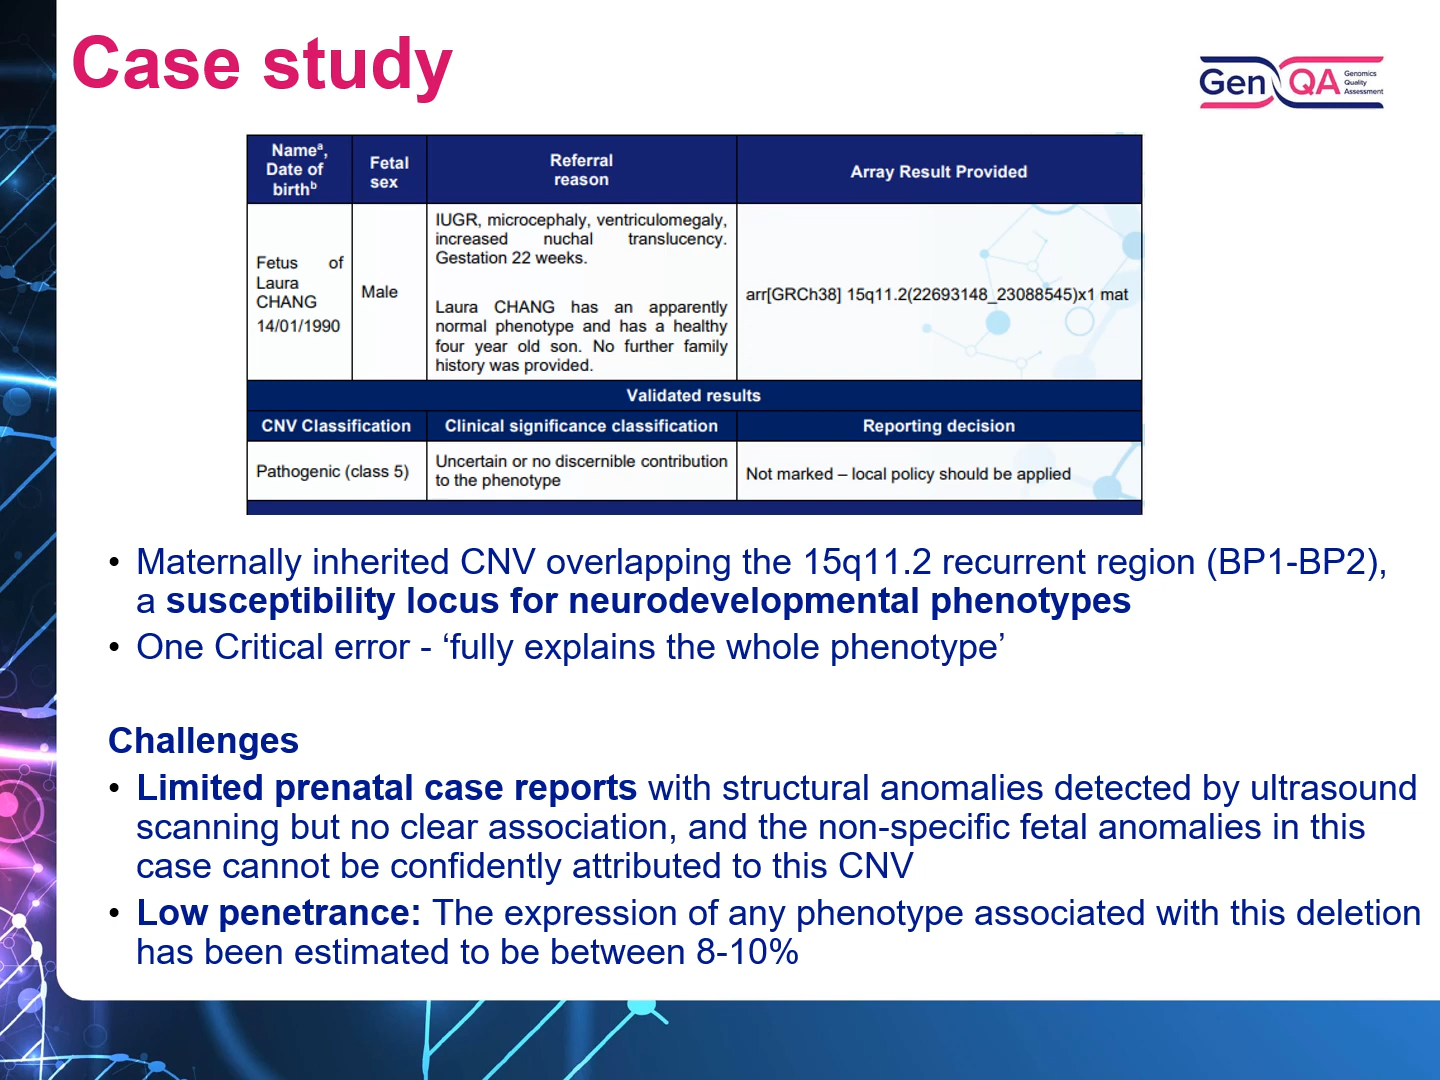 Case study
Gen QA Genomics
Quality
Assessment
Nameᵃ,
Date of
birthᵇ
Fetal
sex
Referral
reason
Array Result Provided
Fetus of
Laura
CHANG
14/01/1990
Male
IUGR, microcephaly, ventriculomegaly,
increased nuchal translucency.
Gestation 22 weeks.
Laura CHANG has an apparently
normal phenotype and has a healthy
four year old son. No further family
history was provided.
arr[GRCh38] 15q11.2(22693148_23088545)x1 mat
Validated results
CNV Classification
Clinical significance classification
Reporting decision
Pathogenic (class 5)
Uncertain or no discernible contribution
to the phenotype
Not marked – local policy should be applied
• Maternally inherited CNV overlapping the 15q11.2 recurrent region (BP1-BP2),
a susceptibility locus for neurodevelopmental phenotypes
• One Critical error - ‘fully explains the whole phenotype’
Challenges
• Limited prenatal case reports with structural anomalies detected by ultrasound
scanning but no clear association, and the non-specific fetal anomalies in this
case cannot be confidently attributed to this CNV
• Low penetrance: The expression of any phenotype associated with this deletion
has been estimated to be between 8-10%